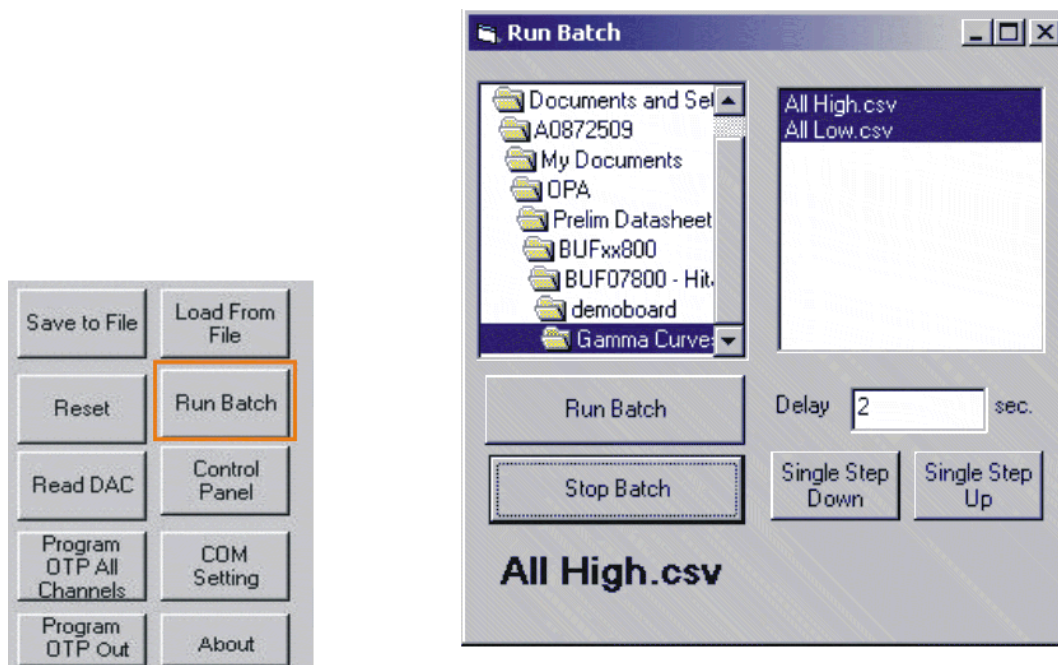 Save to File
Load From
File
Reset
Run Batch
Read DAC
Control
Panel
Program
OTP All
Channels
COM
Setting
Program
OTP Out
About
Run Batch
Documents and Set
A0872509
My Documents
OPA
Prelim Datasheet
BUFxx800
BUF07800 - Hit
demoboard
Gamma Curve
All High.csv
All Low.csv
Run Batch
Delay 2 sec.
Stop Batch
Single Step
Down
Single Step
Up
All High.csv